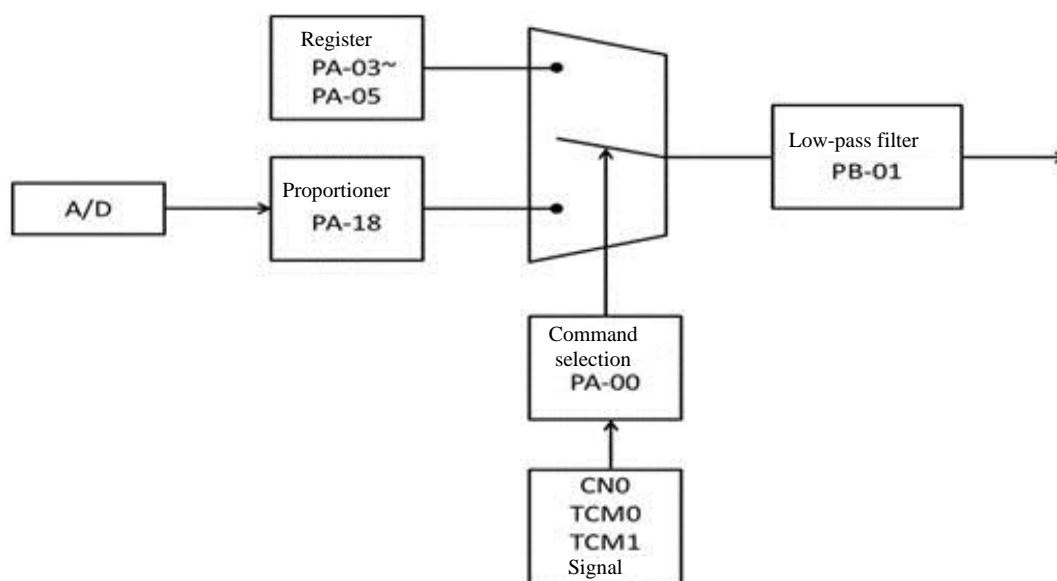 Register
PA-03~
PA-05
Low-pass filter
PB-01
A/D
Proportioner
PA-18
Command
selection
PA-00
CN0
TCM0
TCM1
Signal